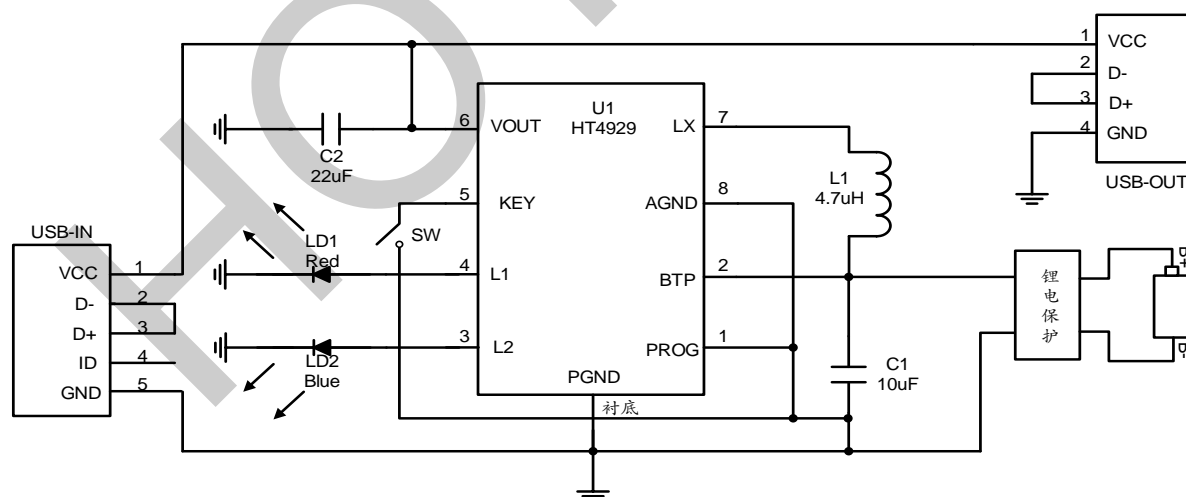 1
VCC
2
D-
3
D+
4
GND
USB-OUT
U1
HT4929
6
VOUT
LX
7
C2
22uF
L1
4.7uH
5
KEY
AGND
8
SW
USB-IN
LD1
Red
VCC
1
4
L1
BTP
2
D-
2
D+
3
ID
4
GND
5
3
L2
PROG
1
LD2
Blue
PGND
衬底
C1
10uF
锂
电
保
护
B+
B-
HOT